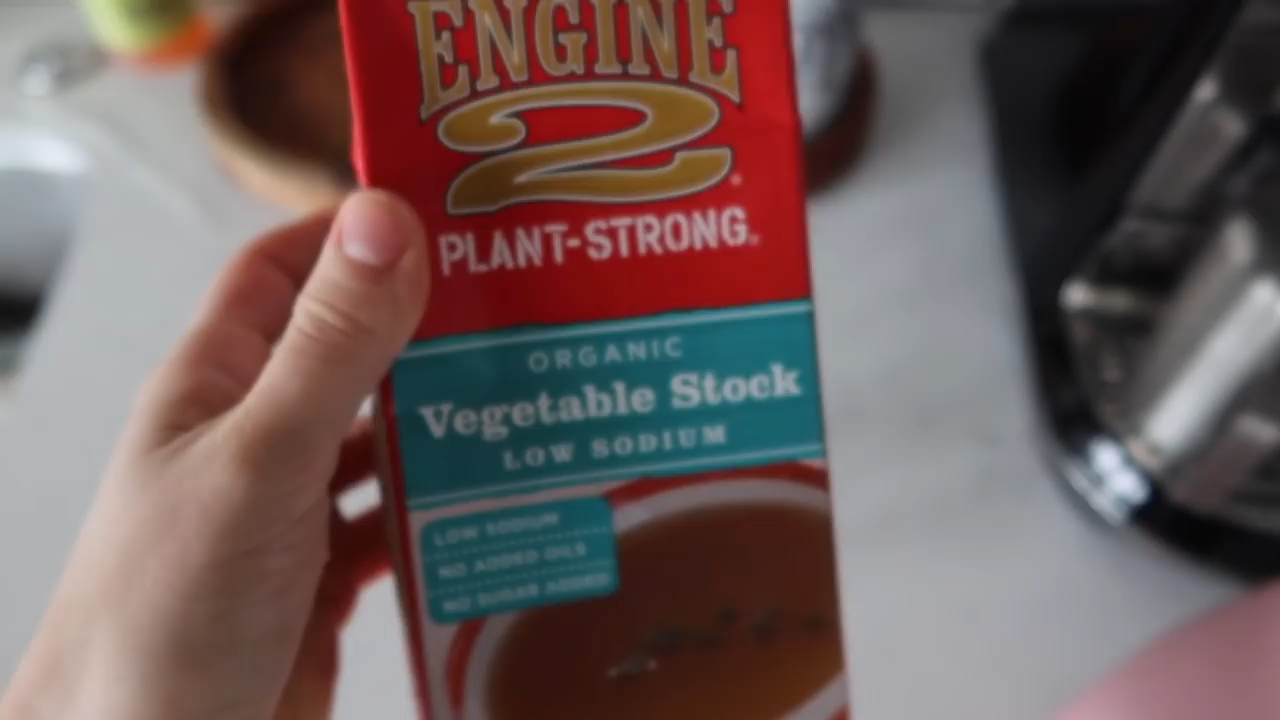 ENGINE
2
PLANT-STRONG
ORGANIC
Vegetable Stock
LOW SODIUM
LOW SODIUM
NO ADDED OILS
NO SUGAR ADDED